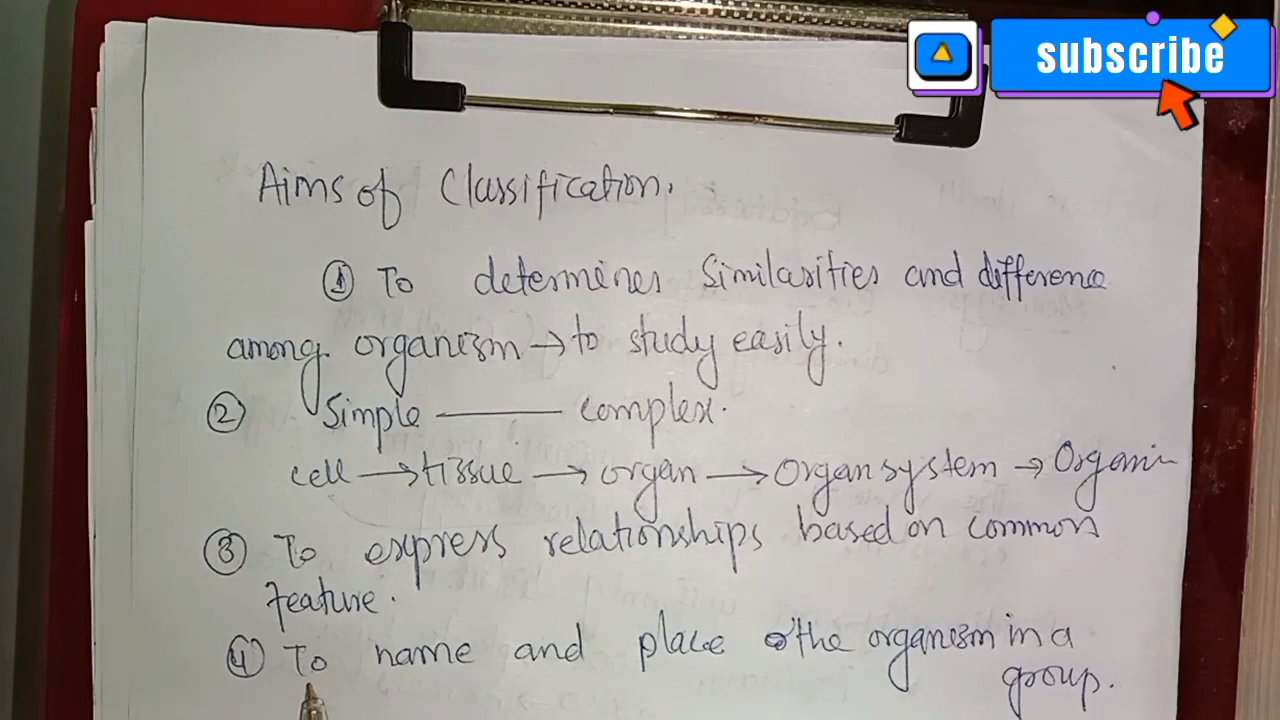 subscribe
Aims of Classification.
① To determines Similarities and difference
among organism → to study easily.
② Simple —— complex.
cell → tissue → organ → Organ system → Organi
③ To express relationships based on common
feature.
④ To name and place the organism in a
group.